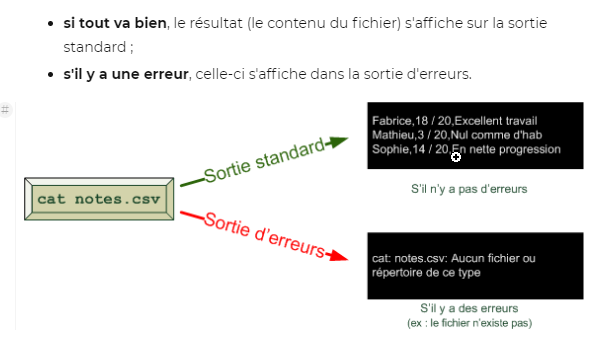 si tout va bien, le résultat (le contenu du fichier) s'affiche sur la sortie
standard ;
s'il y a une erreur, celle-ci s'affiche dans la sortie d'erreurs.
#
cat notes.csv
Sortie standard
Fabrice,18 / 20,Excellent travail
Mathieu,3 / 20,Nul comme d'hab
Sophie,14 / 20,En nette progression
S'il n'y a pas d'erreurs
Sortie d'erreurs
cat: notes.csv: Aucun fichier ou
répertoire de ce type
S'il y a des erreurs
(ex : le fichier n'existe pas)